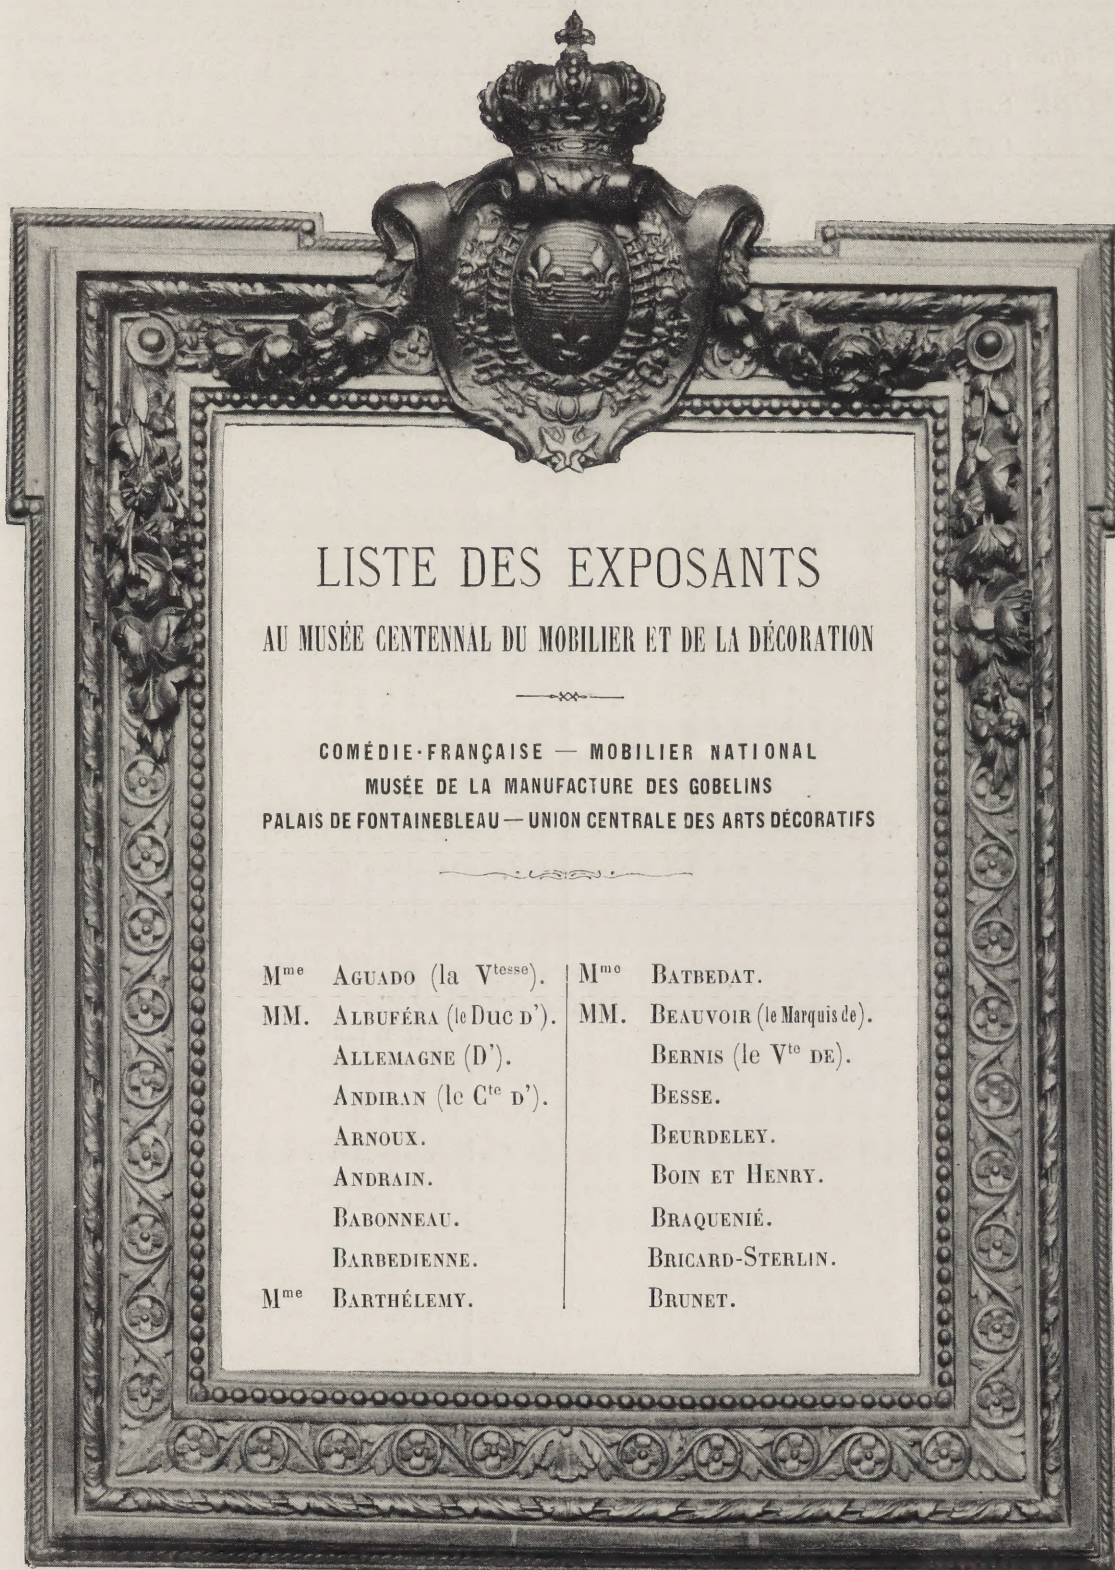 LISTE DES EXPOSANTS
AU MUSÉE CENTENNAL DU MOBILIER ET DE LA DÉCORATION
COMÉDIE-FRANÇAISE — MOBILIER NATIONAL
MUSÉE DE LA MANUFACTURE DES GOBELINS
PALAIS DE FONTAINEBLEAU — UNION CENTRALE DES ARTS DÉCORATIFS
Mme AGUADO (la Vtesse).
MM. ALBUFÉRA (le Duc D').
ALLEMAGNE (D').
ANDIRAN (le Cte D').
ARNOUX.
ANDRAIN.
BABONNEAU.
BARBEDIENNE.
Mme BARTHÉLEMY.
Mme BATBEDAT.
MM. BEAUVOIR (le Marquis de).
BERNIS (le Vte DE).
BESSE.
BEURDELEY.
BOIN ET HENRY.
BRAQUENIÉ.
BRICARD-STERLIN.
BRUNET.